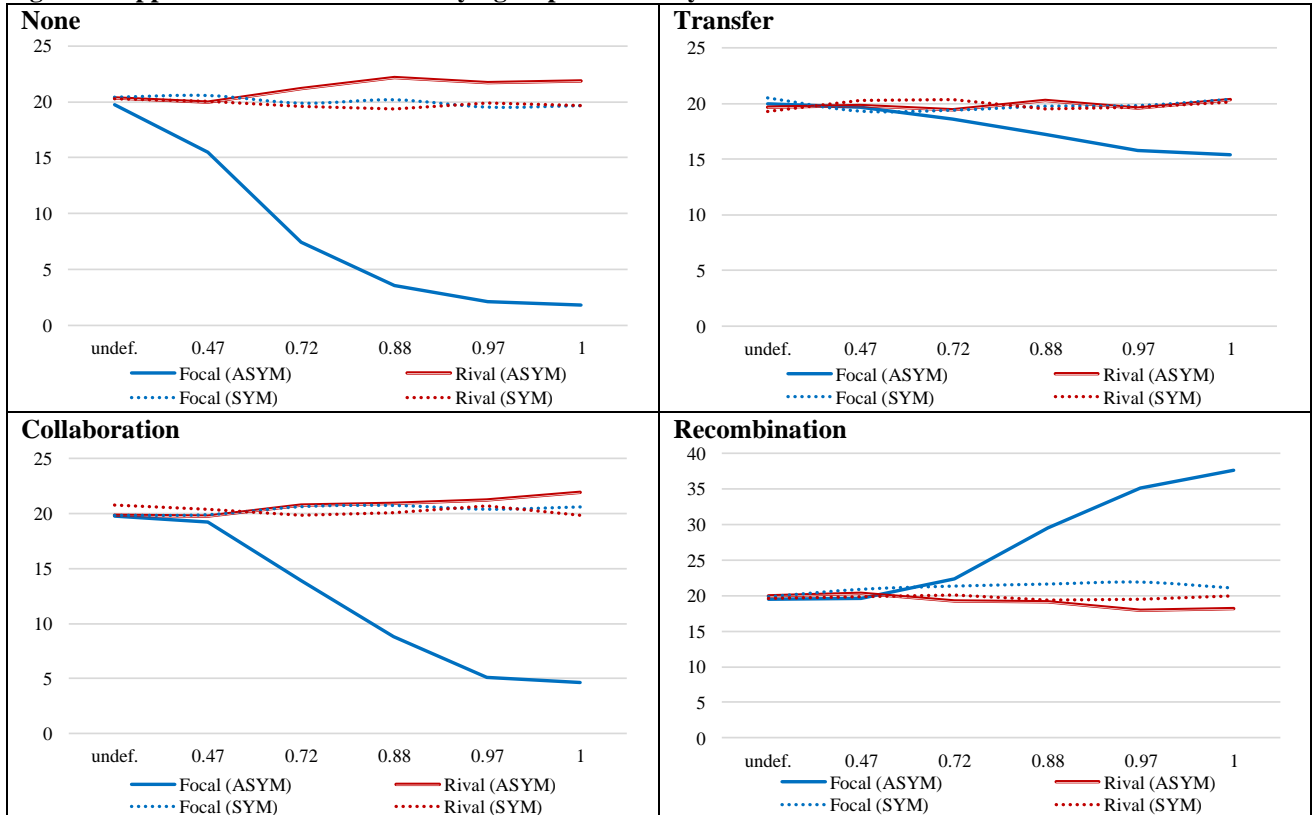 None
25
20
15
10
5
0
undef. 0.47 0.72 0.88 0.97 1
Focal (ASYM) Rival (ASYM)
Focal (SYM) Rival (SYM)
Transfer
25
20
15
10
5
0
undef. 0.47 0.72 0.88 0.97 1
Focal (ASYM) Rival (ASYM)
Focal (SYM) Rival (SYM)
Collaboration
25
20
15
10
5
0
undef. 0.47 0.72 0.88 0.97 1
Focal (ASYM) Rival (ASYM)
Focal (SYM) Rival (SYM)
Recombination
40
35
30
25
20
15
10
5
0
undef. 0.47 0.72 0.88 0.97 1
Focal (ASYM) Rival (ASYM)
Focal (SYM) Rival (SYM)